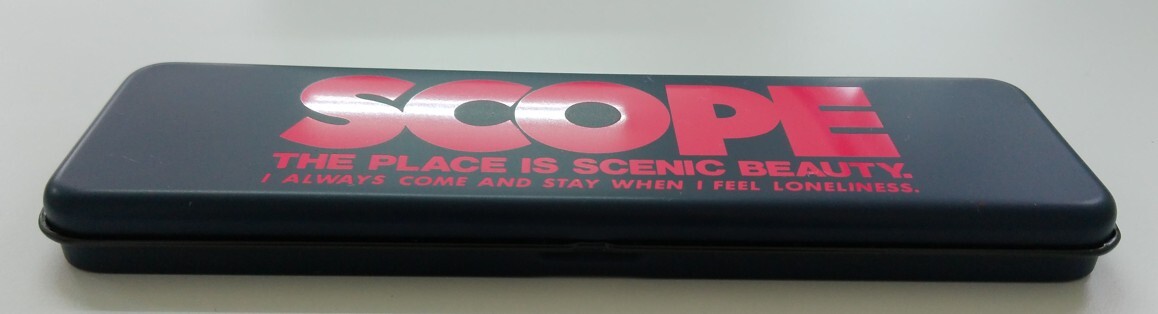 SCOPE
THE PLACE IS SCENIC BEAUTY.
I ALWAYS COME AND STAY WHEN I FEEL LONELINESS.